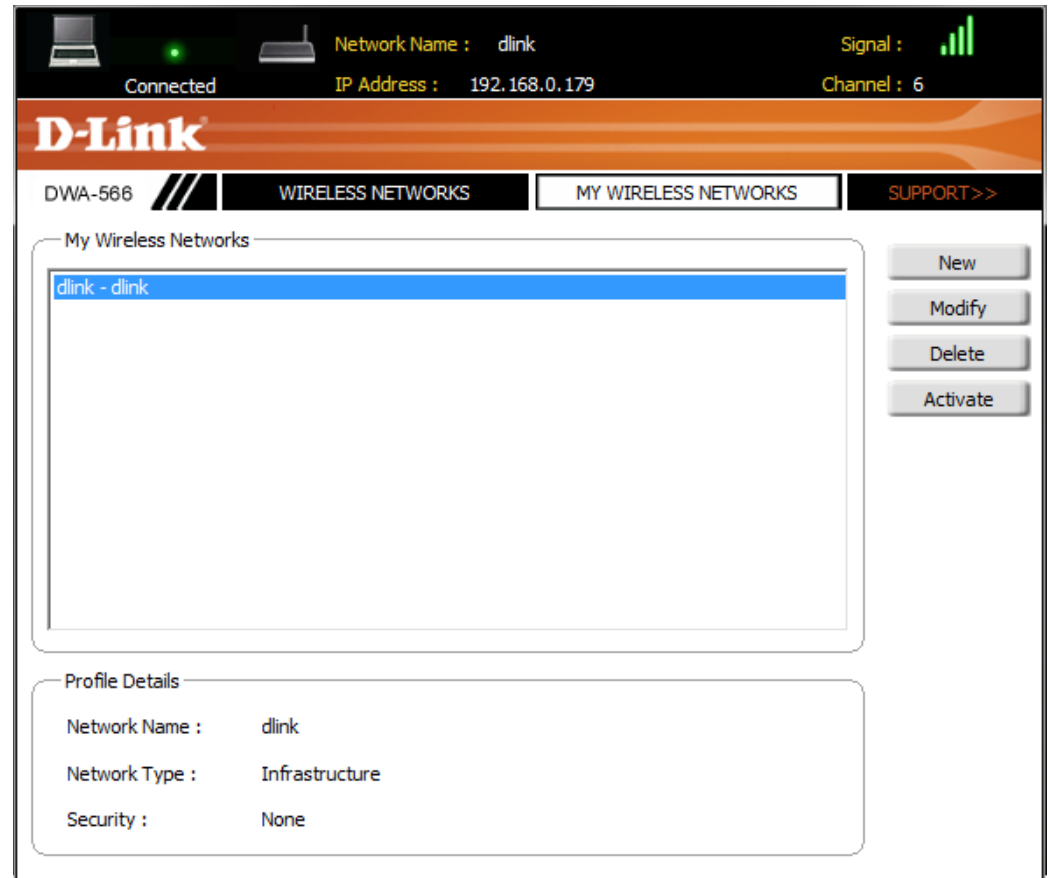 Network Name : dlink Signal :
Connected IP Address : 192.168.0.179 Channel : 6
D-Link
DWA-566 WIRELESS NETWORKS MY WIRELESS NETWORKS SUPPORT>>
My Wireless Networks
dlink - dlink
New
Modify
Delete
Activate
Profile Details
Network Name : dlink
Network Type : Infrastructure
Security : None